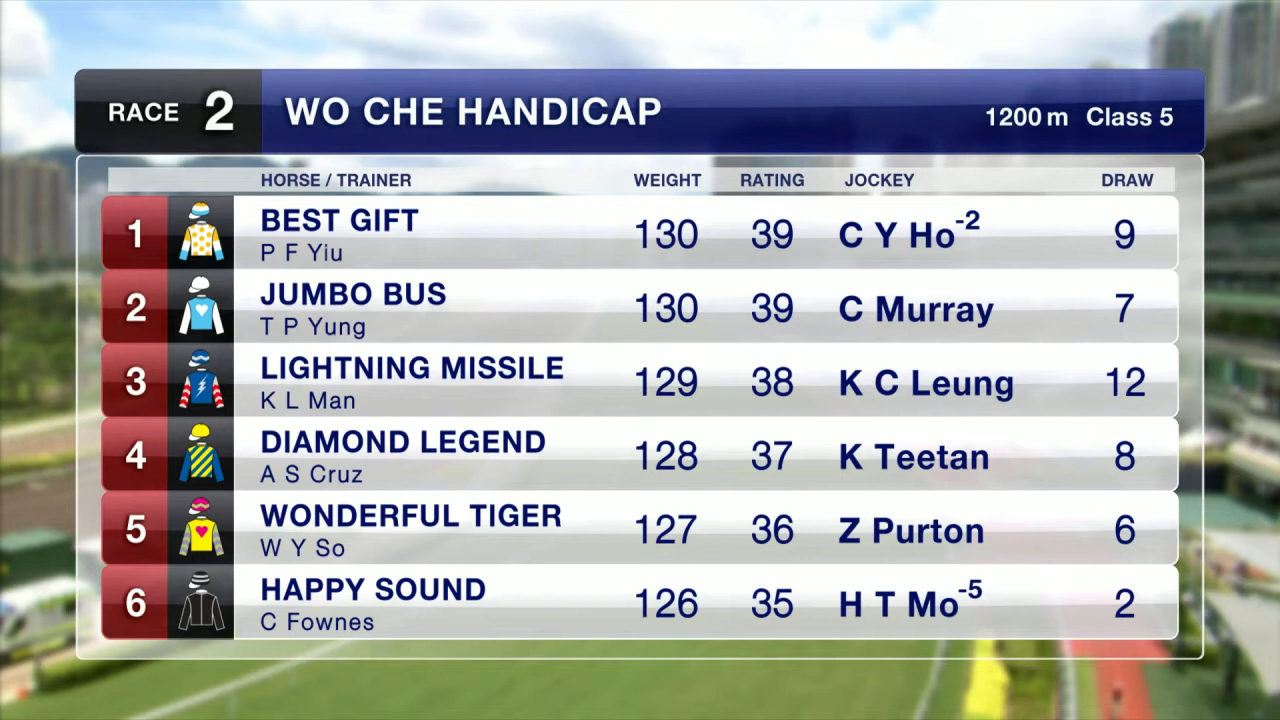 RACE 2 WO CHE HANDICAP 1200 m Class 5
HORSE / TRAINER WEIGHT RATING JOCKEY DRAW
1 BEST GIFT 130 39 C Y Ho-2 9
P F Yiu
2 JUMBO BUS 130 39 C Murray 7
T P Yung
3 LIGHTNING MISSILE 129 38 K C Leung 12
K L Man
4 DIAMOND LEGEND 128 37 K Teetan 8
A S Cruz
5 WONDERFUL TIGER 127 36 Z Purton 6
W Y So
6 HAPPY SOUND 126 35 H T Mo-5 2
C Fownes